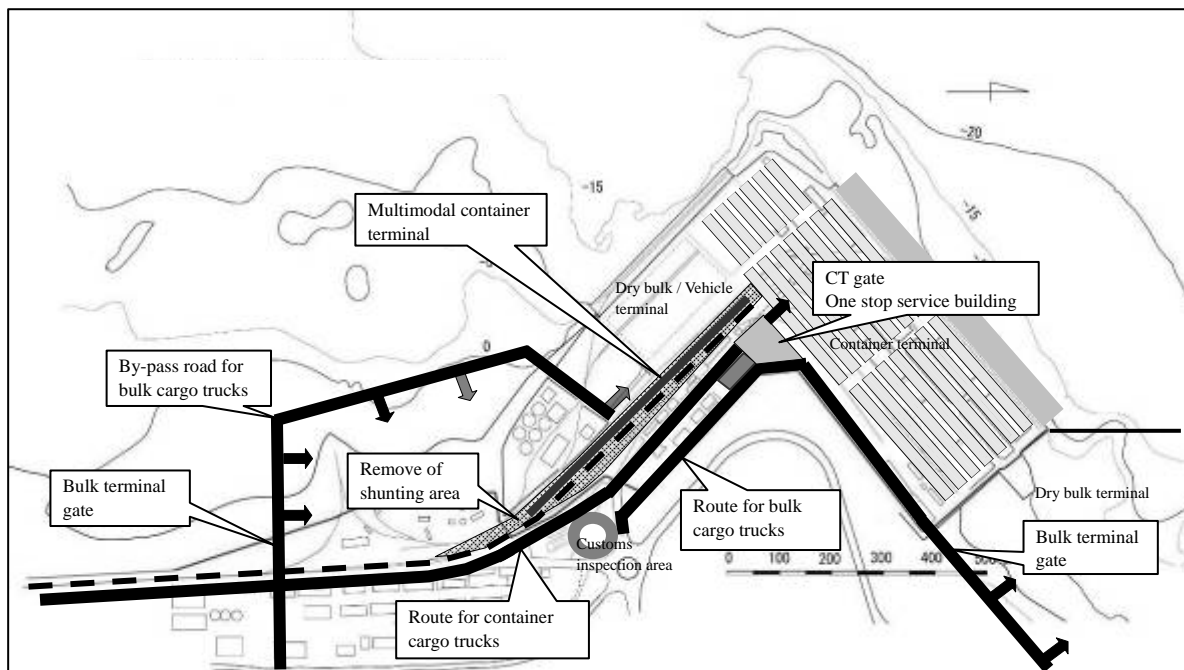 -20
-15
-15
Multimodal container
terminal
-5
CT gate
One stop service building
Dry bulk / Vehicle
terminal
Container terminal
0
By-pass road for
bulk cargo trucks
Bulk terminal
gate
Remove of
shunting area
Route for bulk
cargo trucks
Dry bulk terminal
Customs
inspection area
0 100 200 300 400 500
Bulk terminal
gate
Route for container
cargo trucks